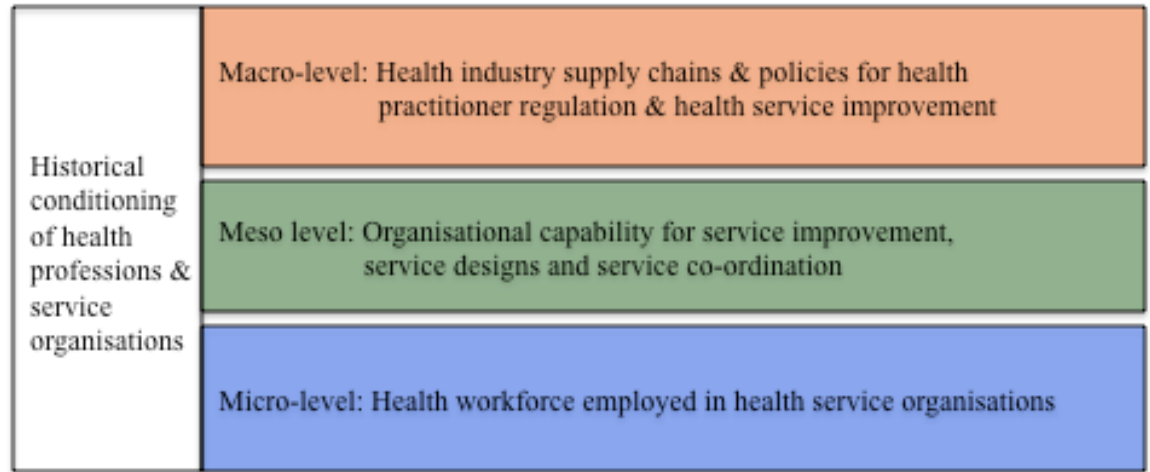 Historical
conditioning
of health
professions &
service
organisations
Macro-level: Health industry supply chains & policies for health
practitioner regulation & health service improvement
Meso level: Organisational capability for service improvement,
service designs and service co-ordination
Micro-level: Health workforce employed in health service organisations